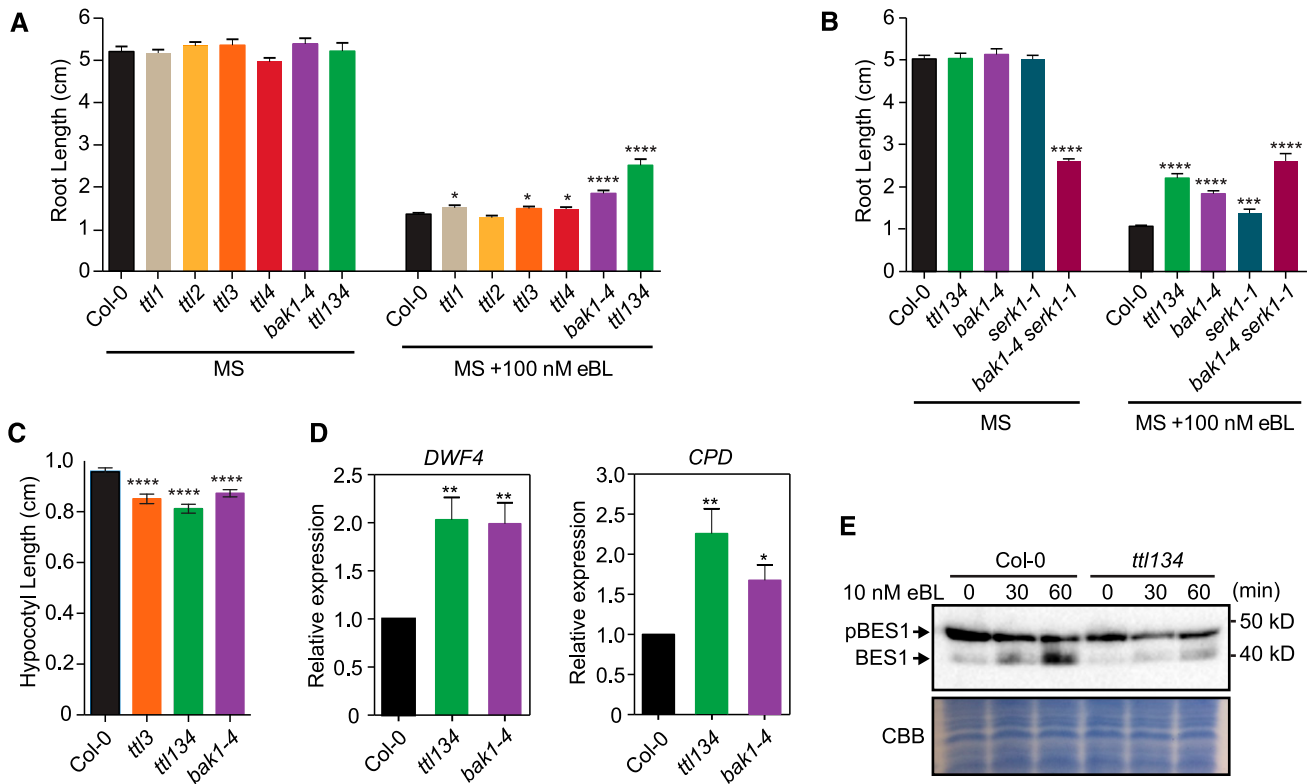 A
Root Length (cm)
6
5
4
3
2
1
0
* * * **** ****
Col-0 ttl1 ttl2 ttl3 ttl4 bak1-4 ttl134
Col-0 ttl1 ttl2 ttl3 ttl4 bak1-4 ttl134
MS
MS +100 nM eBL
B
Root Length (cm)
6
5
4
3
2
1
0
**** **** **** *** ****
Col-0 ttl134 bak1-4 serk1-1 bak1-4 serk1-1
Col-0 ttl134 bak1-4 serk1-1 bak1-4 serk1-1
MS
MS +100 nM eBL
C
Hypocotyl Length (cm)
1.0
0.8
0.6
0.4
0.2
0
**** **** ****
Col-0 ttl3 ttl134 bak1-4
D
DWF4
Relative expression
2.5
2.0
1.5
1.0
0.5
0
** **
Col-0 ttl134 bak1-4
CPD
Relative expression
3.0
2.5
2.0
1.5
1.0
0.5
0
** *
Col-0 ttl134 bak1-4
E
Col-0 ttl134
10 nM eBL 0 30 60 0 30 60 (min)
pBES1 50 kD
BES1 40 kD
CBB